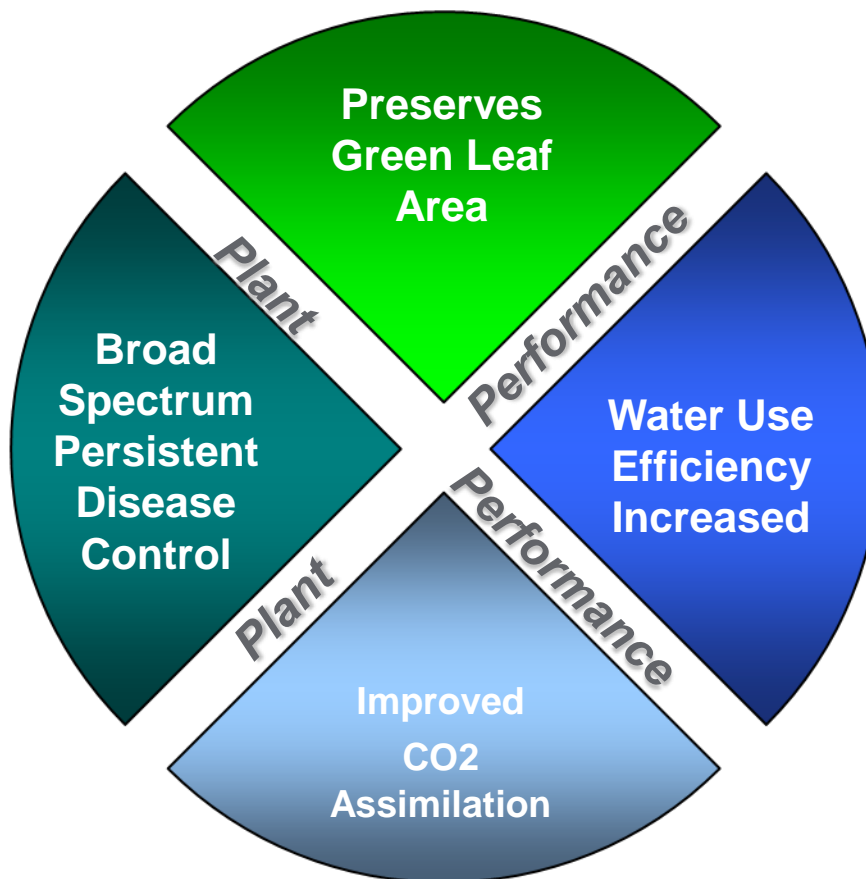 Preserves
Green Leaf
Area
Plant
Performance
Broad
Spectrum
Persistent
Disease
Control
Water Use
Efficiency
Increased
Plant
Performance
Improved
CO2
Assimilation